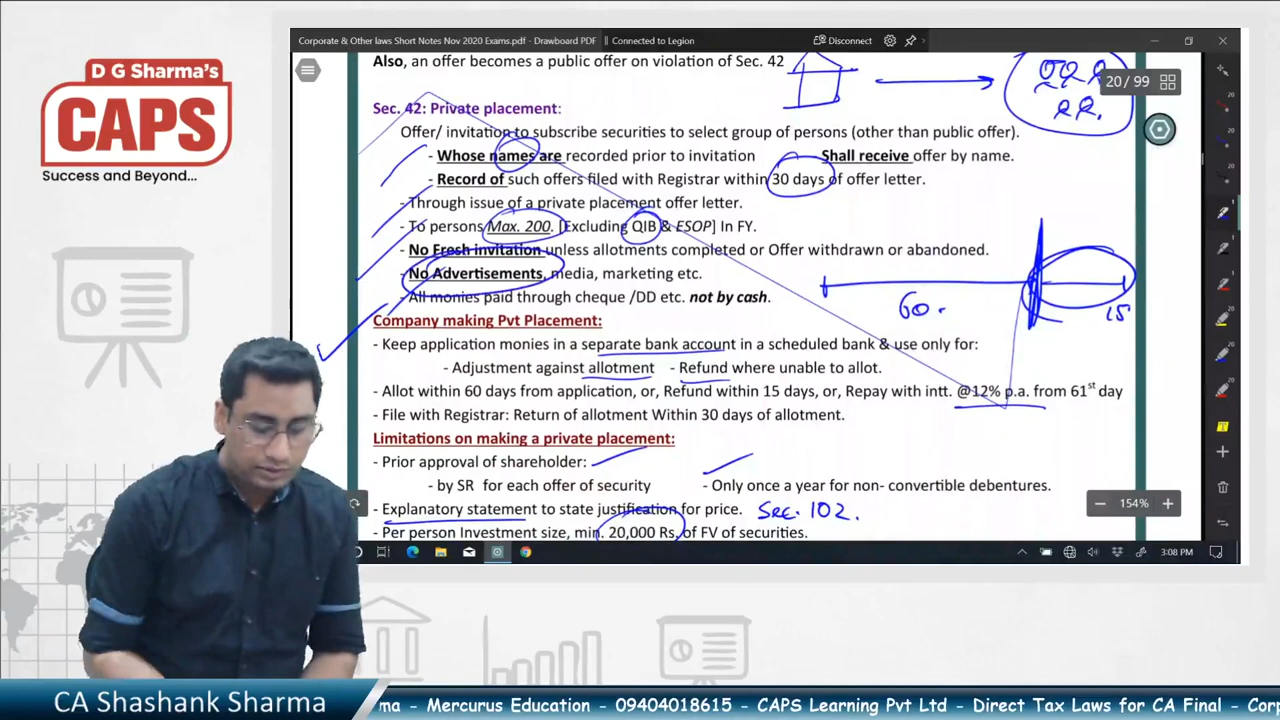 D G SHARMA's
CAPS
Success and Beyond...
Corporate & Other laws Short Notes Nov 2020 Exams.pdf - Drawboard PDF
Connected to Legion
Disconnect
20 / 99
Also, an offer becomes a public offer on violation of Sec. 42
Sec. 42: Private placement:
Offer/ invitation to subscribe securities to select group of persons (other than public offer).
- Whose names are recorded prior to invitation Shall receive offer by name.
- Record of such offers filed with Registrar within 30 days of offer letter.
- Through issue of a private placement offer letter.
- To persons Max. 200. [Excluding QIB & ESOP] In FY.
- No Fresh invitation unless allotments completed or Offer withdrawn or abandoned.
- No Advertisements, media, marketing etc.
- All monies paid through cheque /DD etc. not by cash.
60 15
Company making Pvt Placement:
- Keep application monies in a separate bank account in a scheduled bank & use only for:
- Adjustment against allotment - Refund where unable to allot.
- Allot within 60 days from application, or, Refund within 15 days, or, Repay with intt. @12% p.a. from 61st day
- File with Registrar: Return of allotment Within 30 days of allotment.
Limitations on making a private placement:
- Prior approval of shareholder:
- by SR for each offer of security - Only once a year for non- convertible debentures.
- Explanatory statement to state justification for price. Sec. 102.
- Per person Investment size, min. 20,000 Rs. of FV of securities.
154%
3:08 PM
CA Shashank Sharma
ma - Mercurus Education - 09404018615 - CAPS Learning Pvt Ltd - Direct Tax Laws for CA Final - Corp